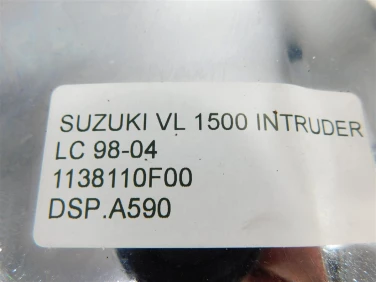 SUZUKI VL 1500 INTRUDER
LC 98-04
1138110F00
DSP.A590